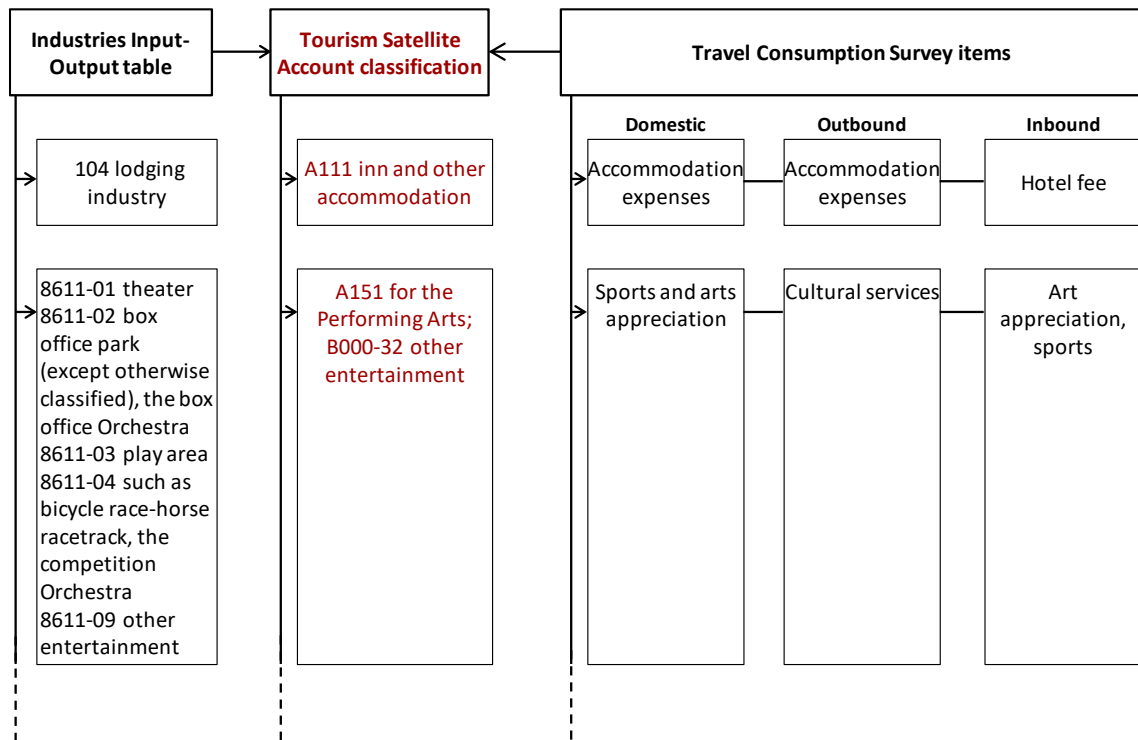 Industries Input-
Output table
Tourism Satellite
Account classification
Travel Consumption Survey items
Domestic
Outbound
Inbound
104 lodging
industry
A111 inn and other
accommodation
Accommodation
expenses
Accommodation
expenses
Hotel fee
8611-01 theater
8611-02 box
office park
(except otherwise
classified), the box
office Orchestra
8611-03 play area
8611-04 such as
bicycle race-horse
racetrack, the
competition
Orchestra
8611-09 other
entertainment
A151 for the
Performing Arts;
B000-32 other
entertainment
Sports and arts
appreciation
Cultural services
Art
appreciation,
sports